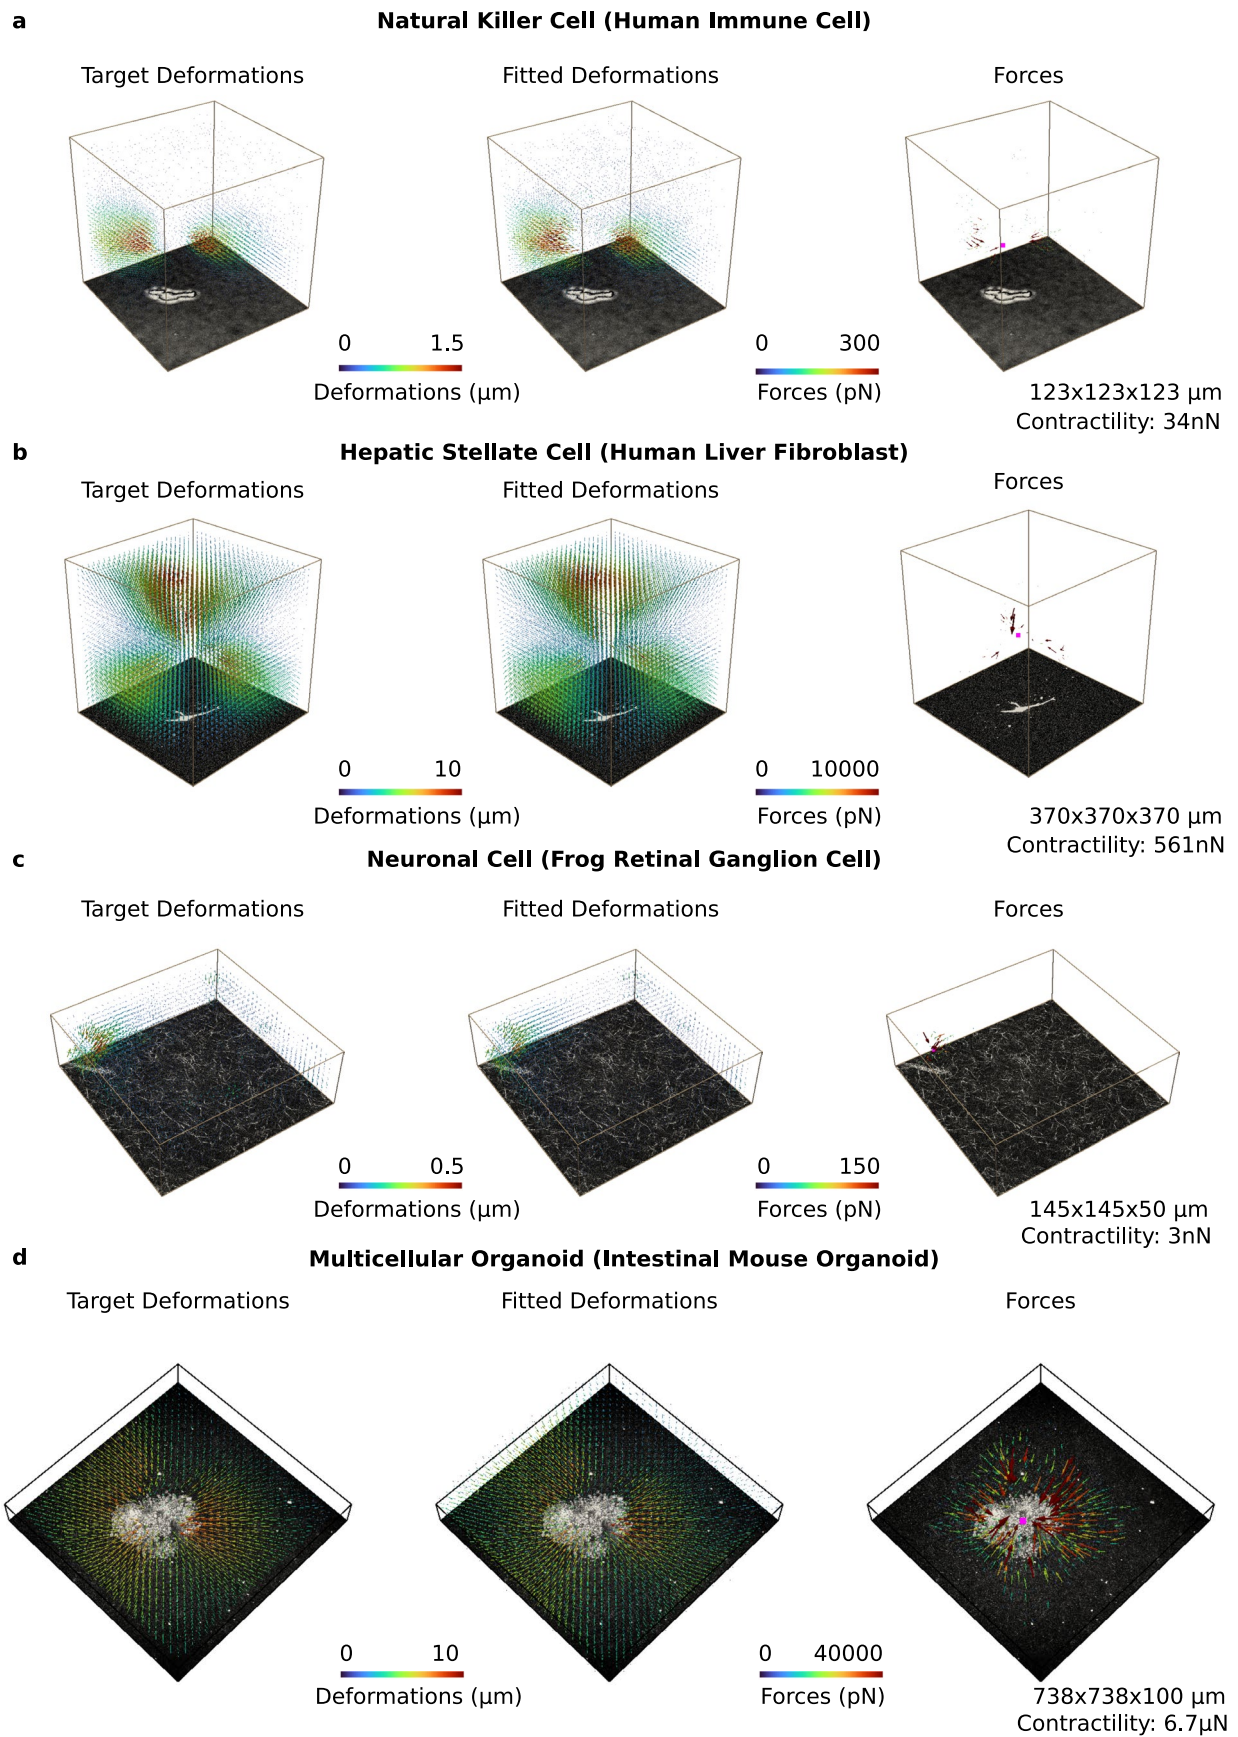 a
Natural Killer Cell (Human Immune Cell)
Target Deformations
Fitted Deformations
Forces
0 1.5
Deformations (µm)
0 300
Forces (pN)
123x123x123 µm
Contractility: 34nN
b
Hepatic Stellate Cell (Human Liver Fibroblast)
Target Deformations
Fitted Deformations
Forces
0 10
Deformations (µm)
0 10000
Forces (pN)
370x370x370 µm
Contractility: 561nN
c
Neuronal Cell (Frog Retinal Ganglion Cell)
Target Deformations
Fitted Deformations
Forces
0 0.5
Deformations (µm)
0 150
Forces (pN)
145x145x50 µm
Contractility: 3nN
d
Multicellular Organoid (Intestinal Mouse Organoid)
Target Deformations
Fitted Deformations
Forces
0 10
Deformations (µm)
0 40000
Forces (pN)
738x738x100 µm
Contractility: 6.7µN